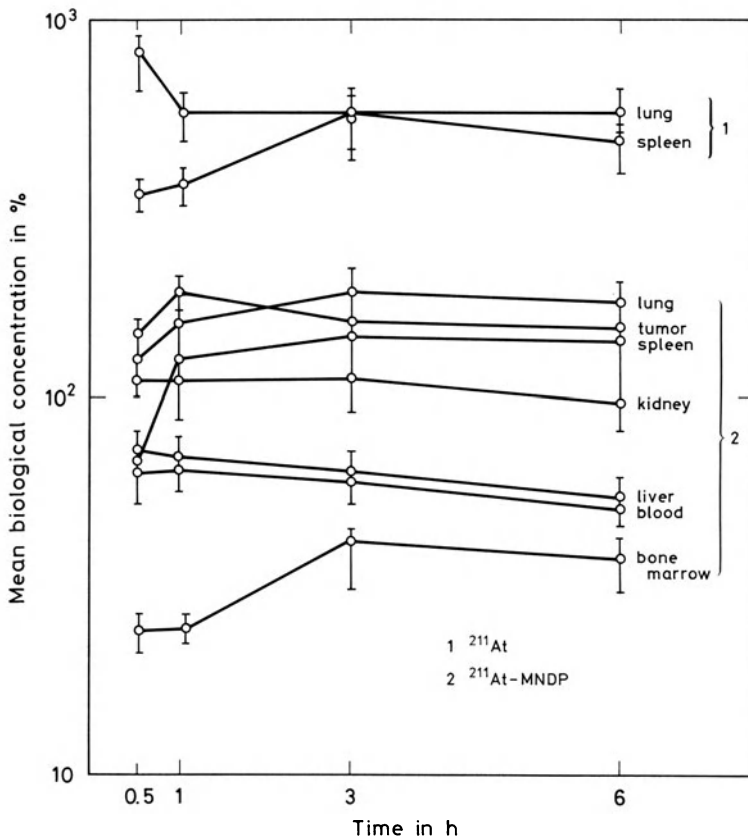 10³
Mean biological concentration in %
10²
10
lung
spleen
1
lung
tumor
spleen
kidney
liver
blood
bone
marrow
2
1 ²¹¹At
2 ²¹¹At-MNDP
0.5 1 3 6
Time in h